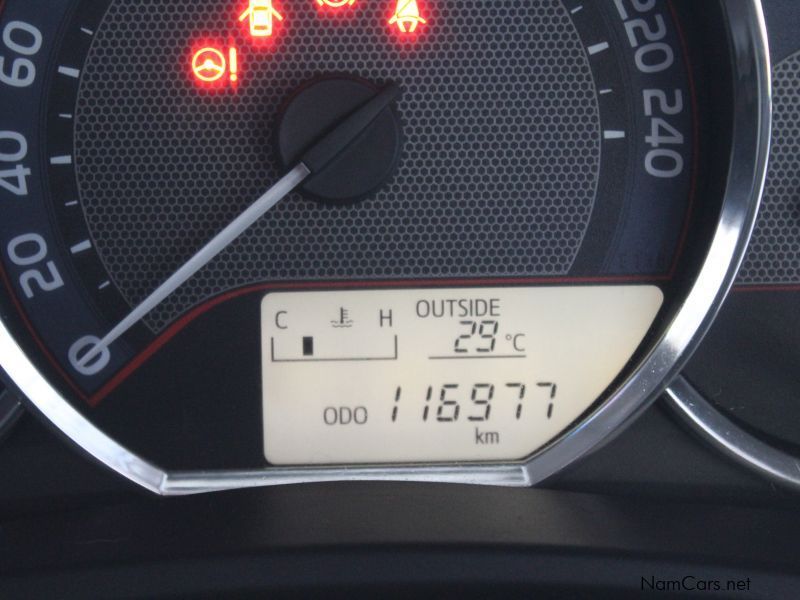 60
40
20
0
220
240
!
C H
OUTSIDE
29 °C
ODO 116977
km
NamCars.net